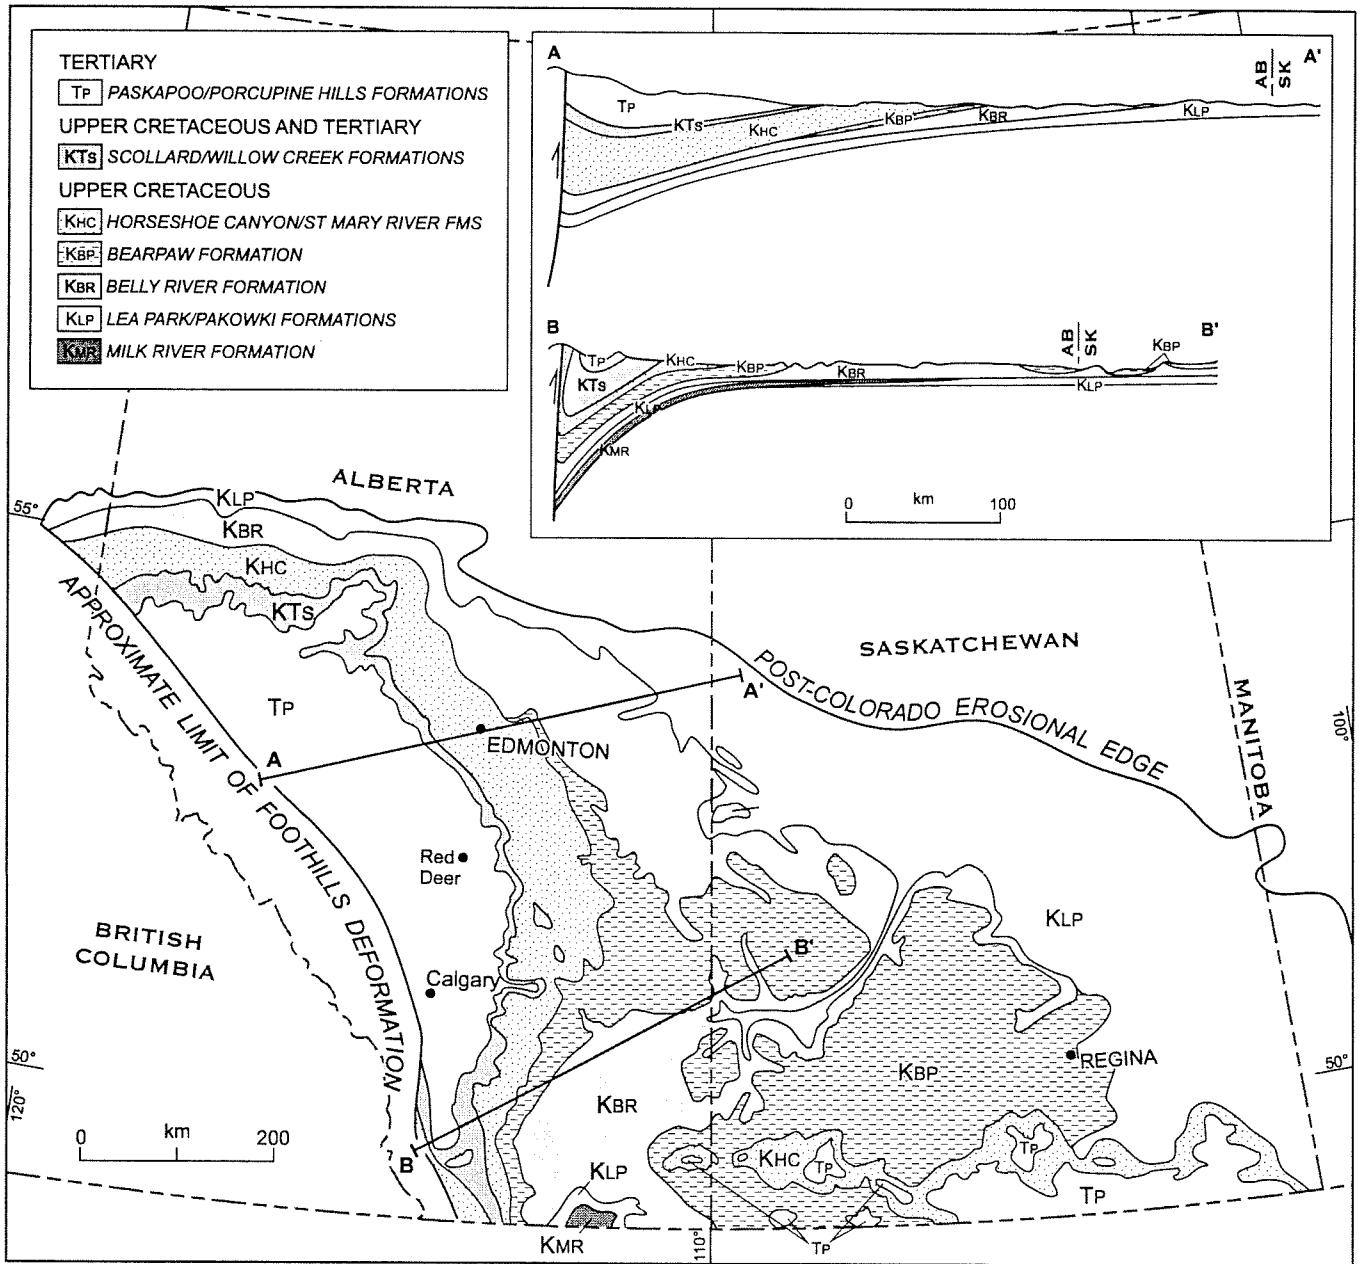 TERTIARY
TP PASKAPOO/PORCUPINE HILLS FORMATIONS
UPPER CRETACEOUS AND TERTIARY
KTS SCOLLARD/WILLOW CREEK FORMATIONS
UPPER CRETACEOUS
KHC HORSESHOE CANYON/ST MARY RIVER FMS
KBP BEARPAW FORMATION
KBR BELLY RIVER FORMATION
KLP LEA PARK/PAKOWKI FORMATIONS
KMR MILK RIVER FORMATION
A
A'
AB
SK
TP
KTS
KHC
KBP
KBR
KLP
B
B'
AB
SK
TP
KTS
KHC
KBP
KBR
KBP
KLP
KLP
KMR
km
0 100
ALBERTA
55°
KLP
KBR
KHC
KTS
APPROXIMATE LIMIT OF FOOTHILLS DEFORMATION
SASKATCHEWAN
POST-COLORADO EROSIONAL EDGE
MANITOBA
100°
TP
A
A'
EDMONTON
Red
Deer
BRITISH
COLUMBIA
Calgary
B'
KLP
50°
120°
km
0 200
B
KBR
KBP
REGINA
50°
KLP
KHC
TP
TP
TP
KMR
110°
TP